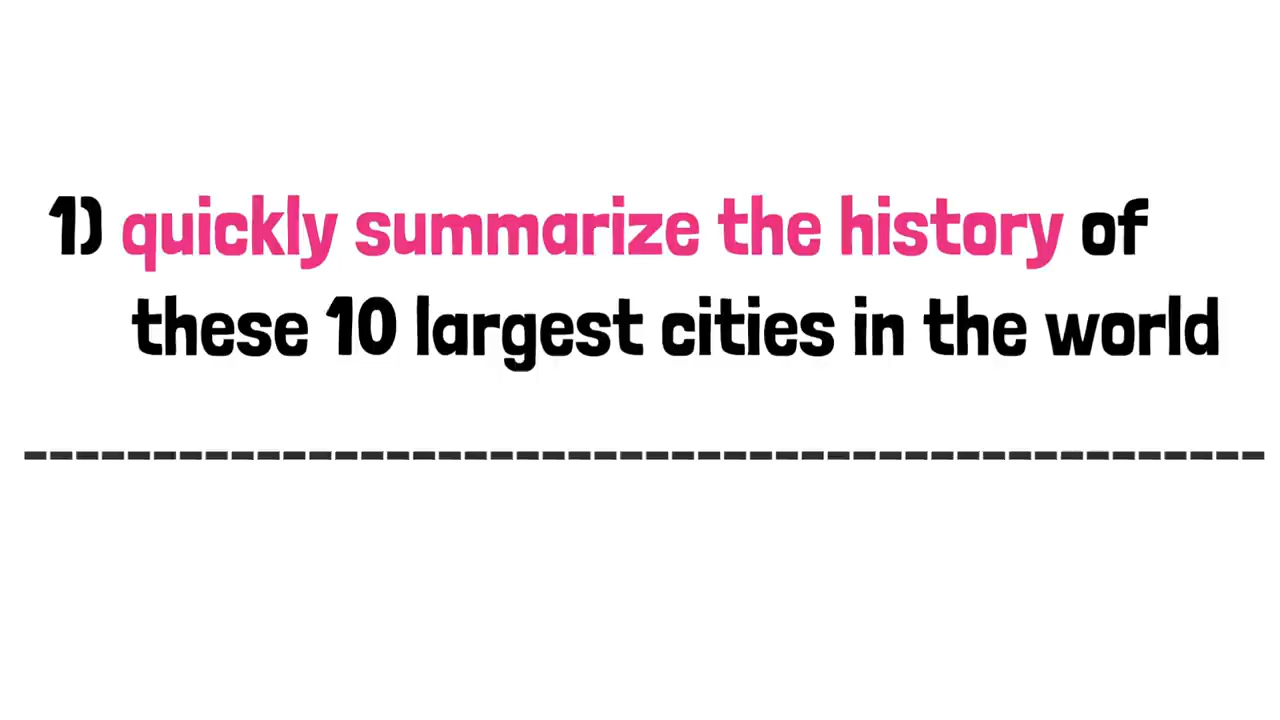 1) quickly summarize the history of
these 10 largest cities in the world